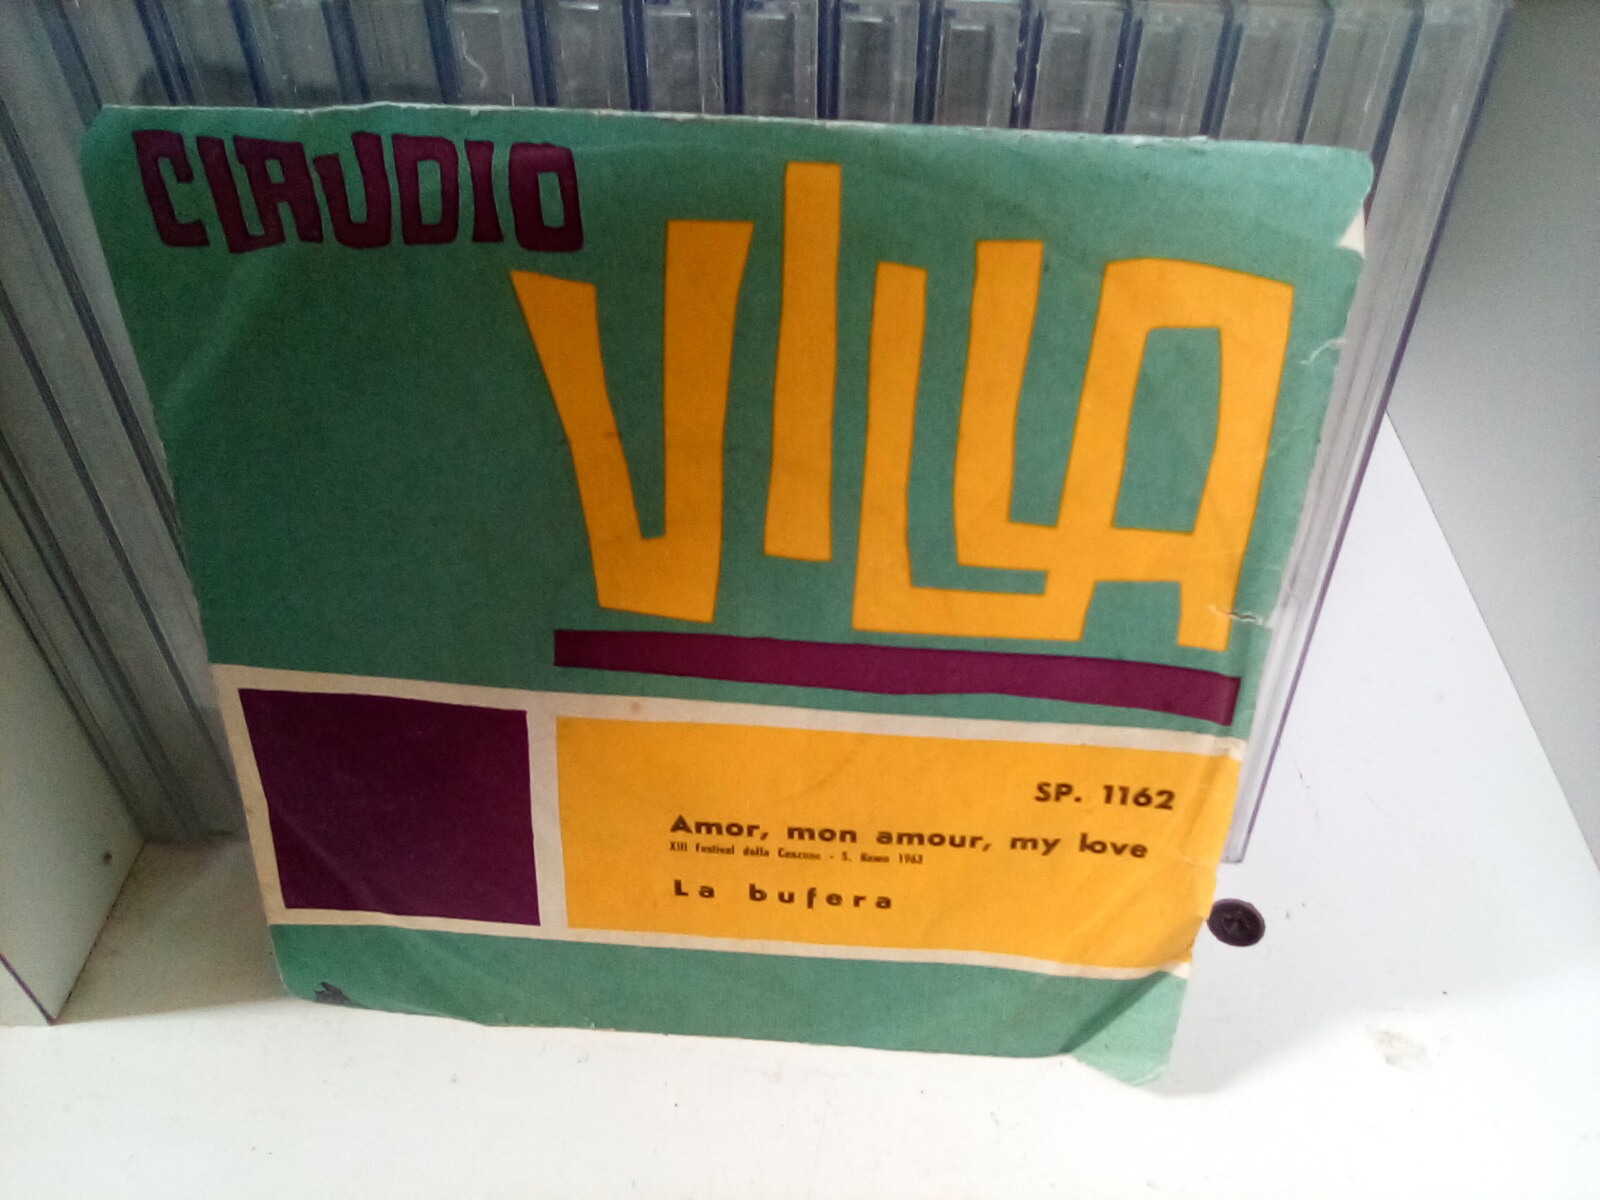 CLAUDIO
VILLA
SP. 1162
Amor, mon amour, my love
XIII Festival della Canzone - S. Remo 1963
La bufera